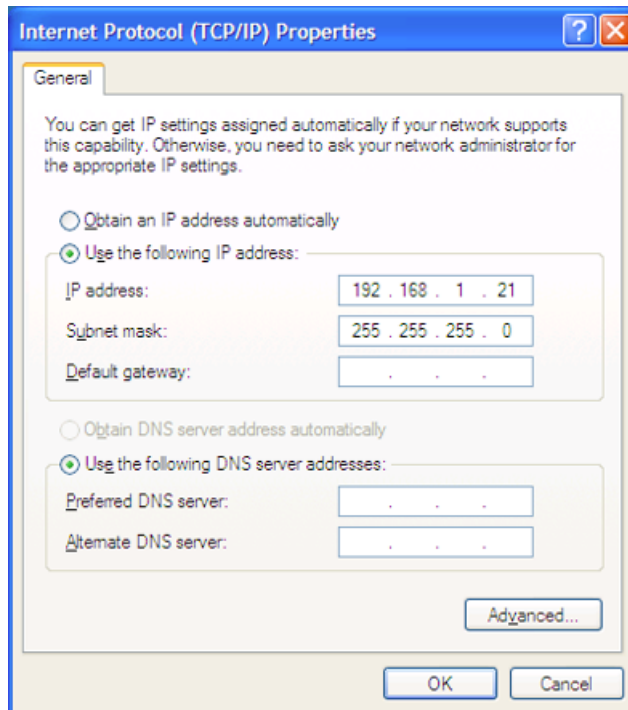 Internet Protocol (TCP/IP) Properties
General
You can get IP settings assigned automatically if your network supports
this capability. Otherwise, you need to ask your network administrator for
the appropriate IP settings.
Obtain an IP address automatically
Use the following IP address:
IP address: 192 . 168 . 1 . 21
Subnet mask: 255 . 255 . 255 . 0
Default gateway: . . .
Obtain DNS server address automatically
Use the following DNS server addresses:
Preferred DNS server: . . .
Alternate DNS server: . . .
Advanced...
OK Cancel